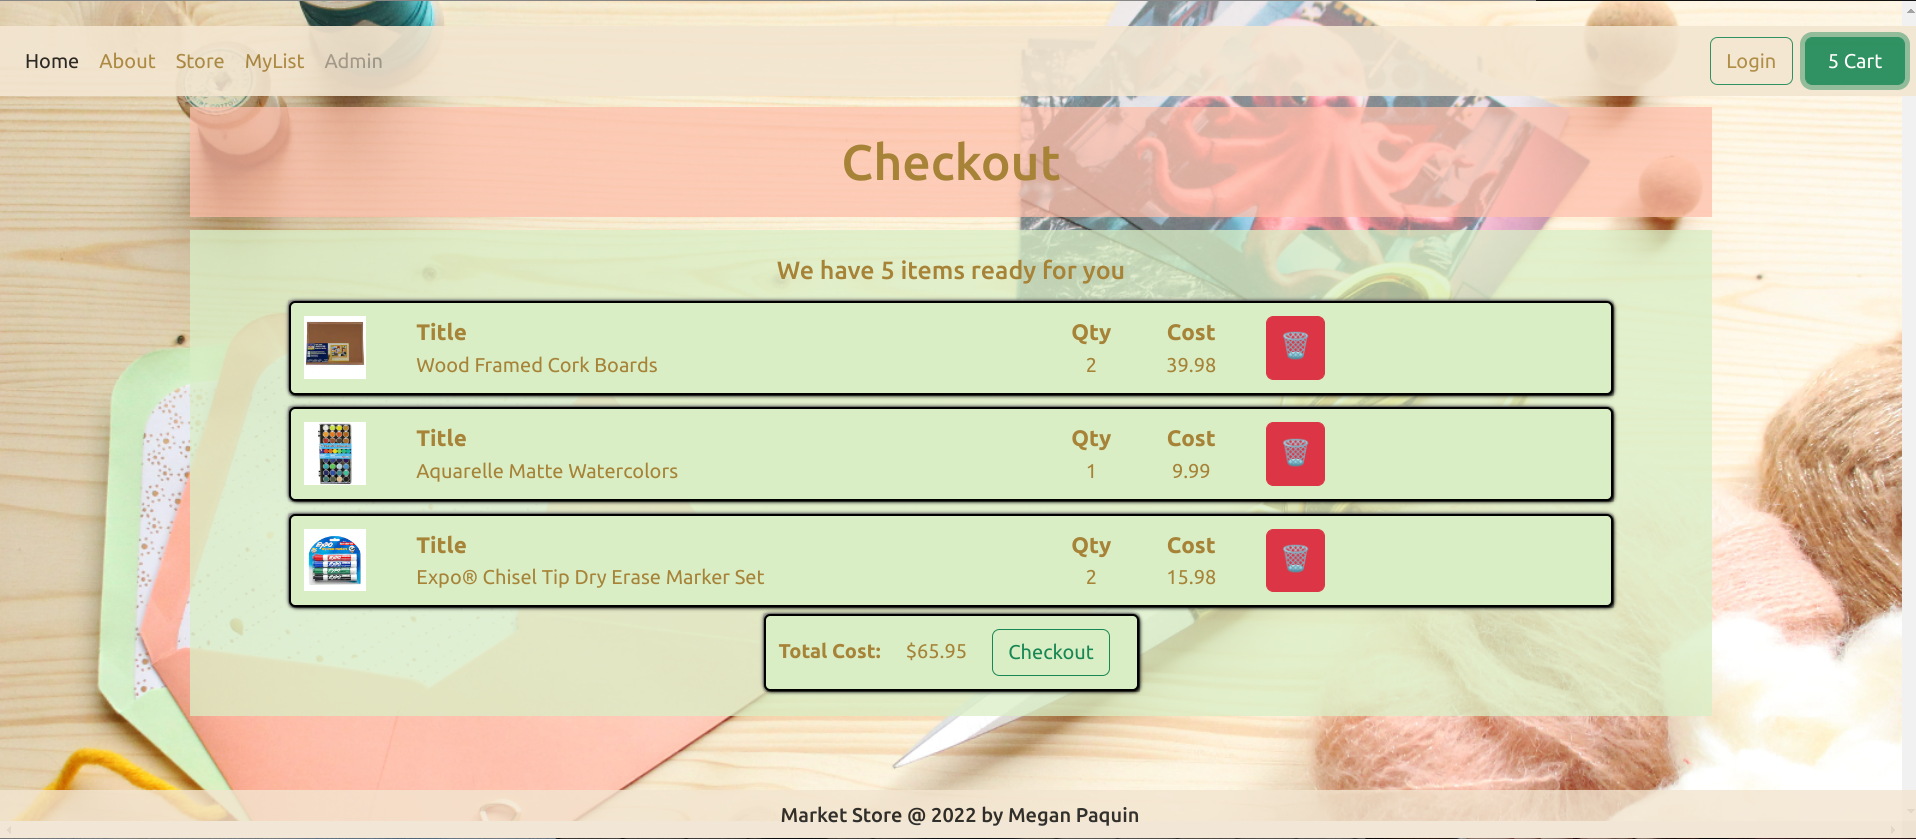 Home About Store MyList Admin Login 5 Cart
Checkout
We have 5 items ready for you
Title Qty Cost
Wood Framed Cork Boards 2 39.98
Title Qty Cost
Aquarelle Matte Watercolors 1 9.99
Title Qty Cost
EXPO
Expo® Chisel Tip Dry Erase Marker Set 2 15.98
Total Cost: $65.95 Checkout
Market Store @ 2022 by Megan Paquin